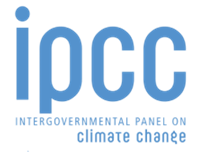 ipcc
INTERGOVERNMENTAL PANEL ON
climate change